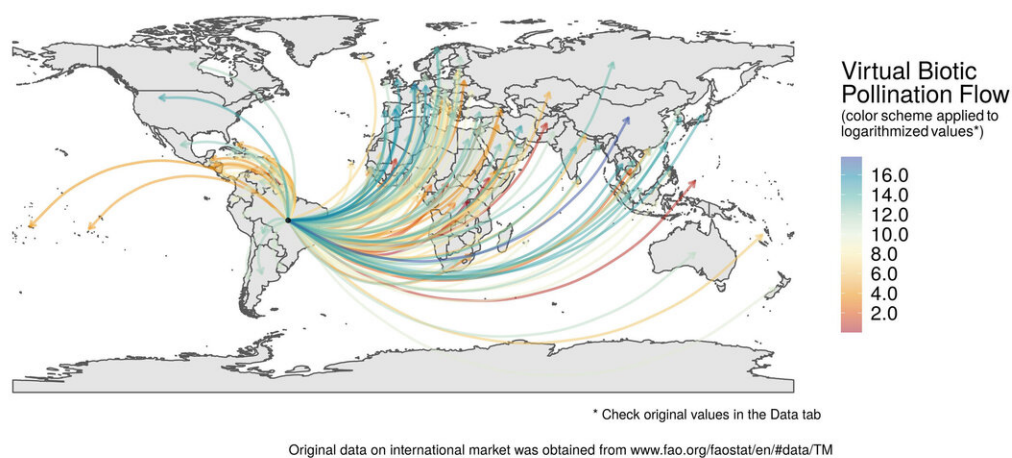 Virtual Biotic
Pollination Flow
(color scheme applied to
logarithmized values*)
16.0
14.0
12.0
10.0
8.0
6.0
4.0
2.0
* Check original values in the Data tab
Original data on international market was obtained from www.fao.org/faostat/en/#data/TM